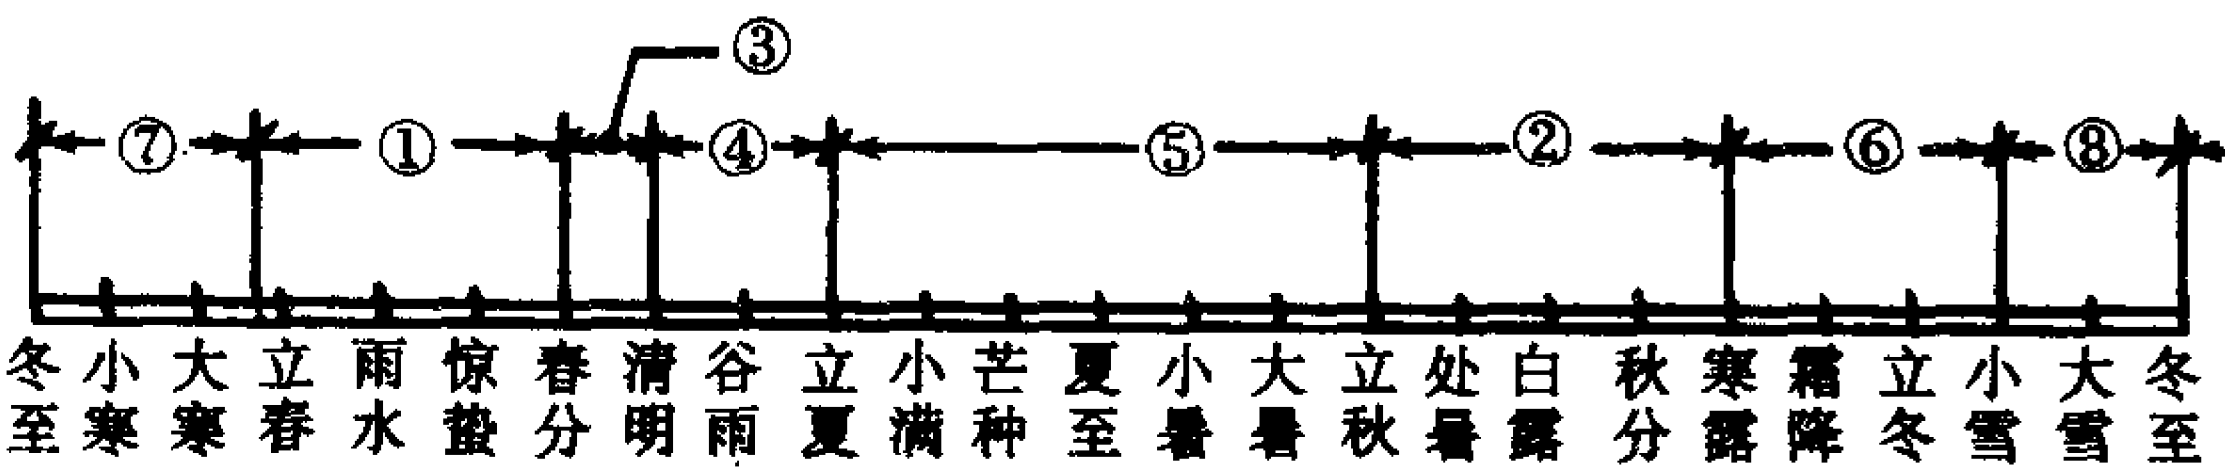 ③
⑦ ① ④ ⑤ ② ⑥ ⑧
冬至 小寒 大寒 立春 雨水 惊蛰 春分 清明 谷雨 立夏 小满 芒种 夏至 小暑 大暑 立秋 处暑 白露 秋分 寒露 霜降 立冬 小雪 大雪 冬至